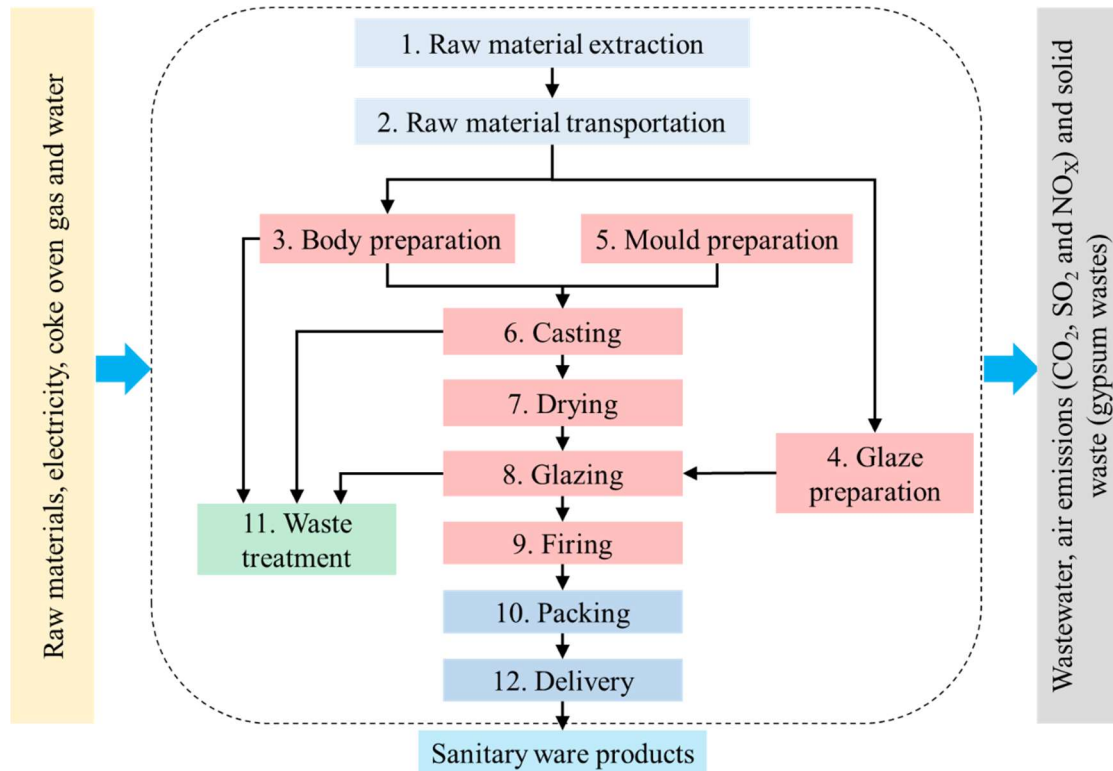 Raw materials, electricity, coke oven gas and water
1. Raw material extraction
2. Raw material transportation
3. Body preparation
5. Mould preparation
6. Casting
7. Drying
8. Glazing
4. Glaze
preparation
11. Waste
treatment
9. Firing
10. Packing
12. Delivery
Sanitary ware products
Wastewater, air emissions (CO₂, SO₂ and NOₓ) and solid
waste (gypsum wastes)